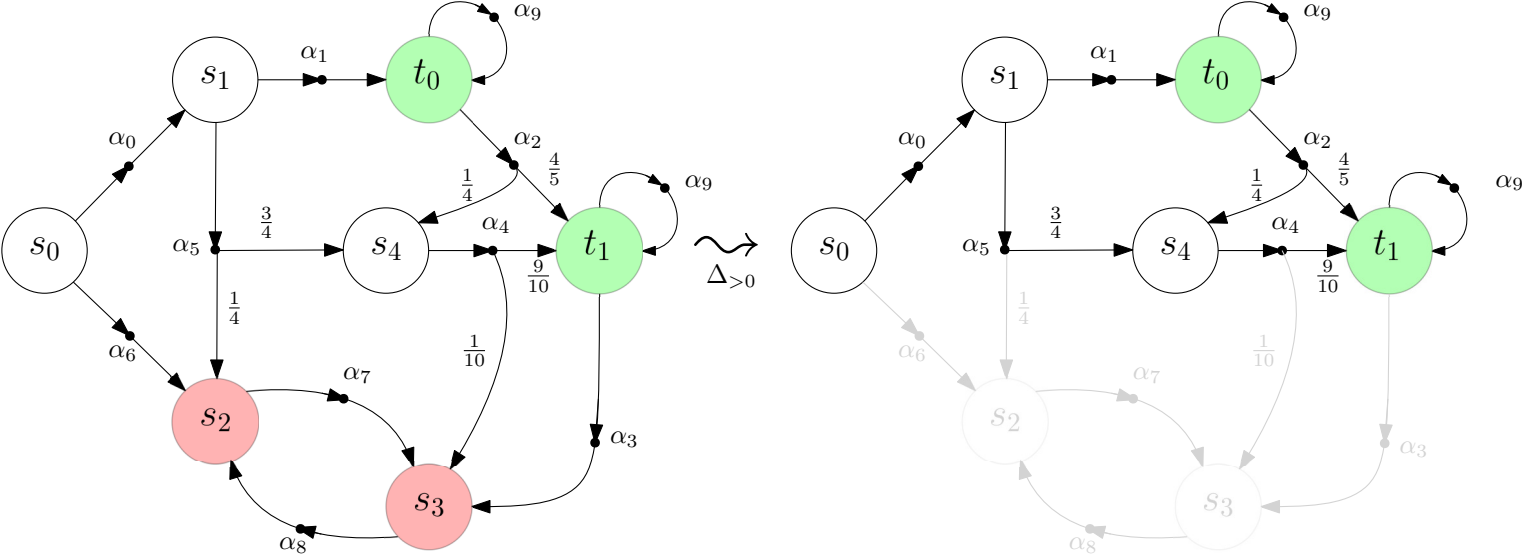 α₉ α₉
α₁ α₁
s₁ t₀ s₁ t₀
α₀ α₂ α₀ α₂
4/5 4/5
1/4 α₉ 1/4 α₉
3/4 α₄ 3/4 α₄
s₀ α₅ s₄ t₁ s₀ α₅ s₄ t₁
9/10 Δ>0 9/10
1/4 1/4
α₆ 1/10 α₆ 1/10
α₇ α₇
s₂ α₃ s₂ α₃
s₃ s₃
α₈ α₈